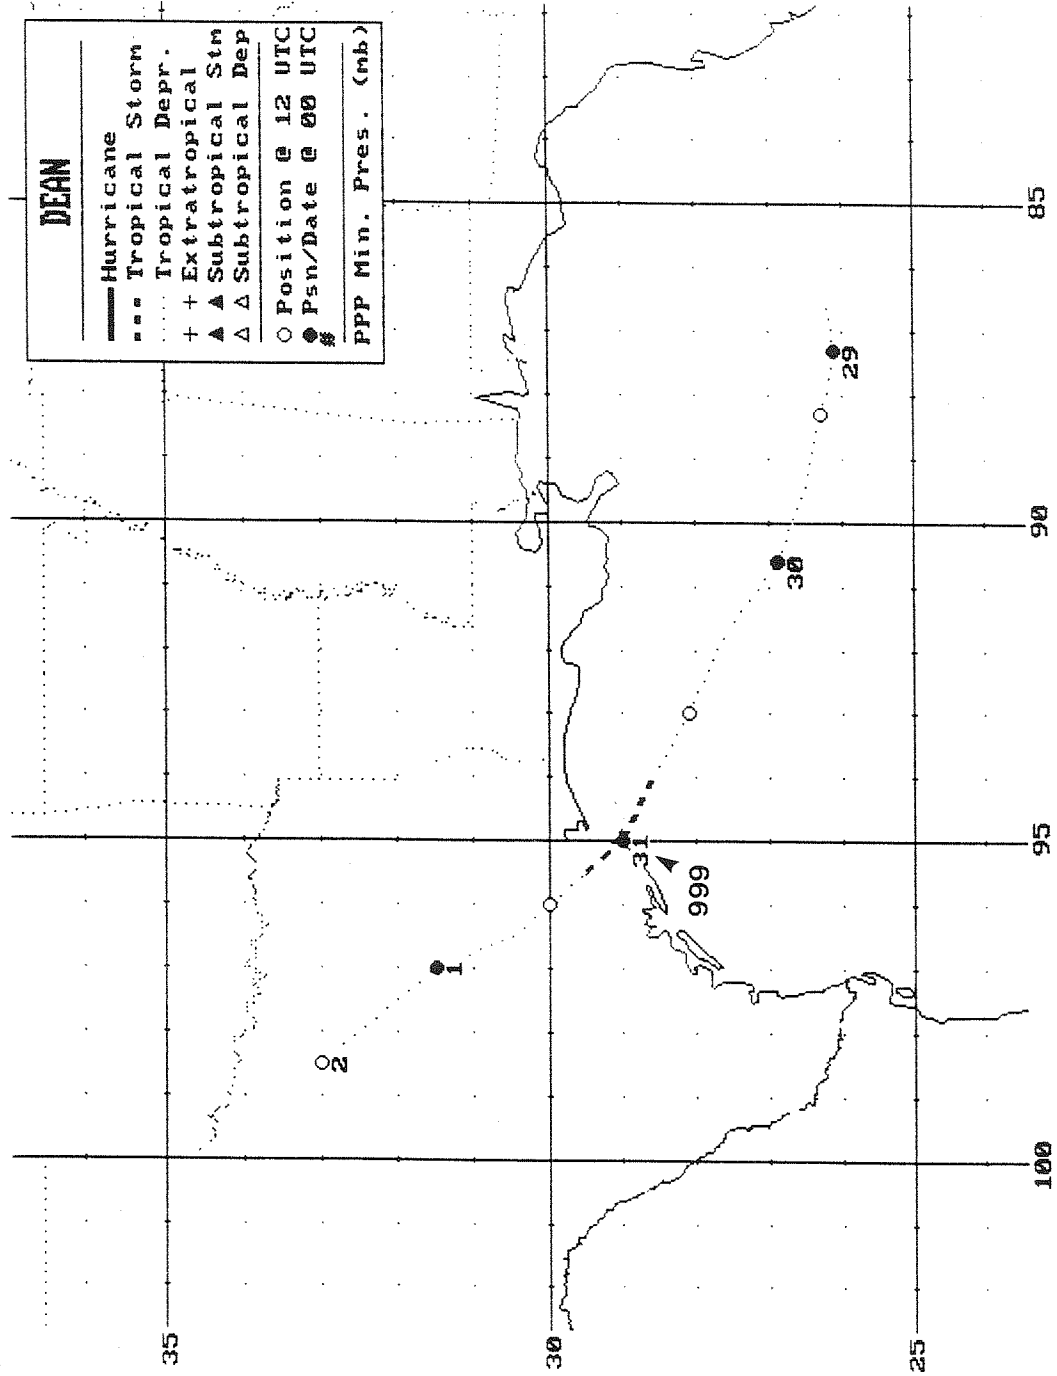 DEAN
Hurricane
Tropical Storm
Tropical Depr.
+ + Extratropical
▲ ▲ Subtropical Stm
△ △ Subtropical Dep
○ Position @ 12 UTC
● Psn/Date @ 00 UTC
#
PPP Min. Pres. (mb)
35
30
25
100
95
90
85
2
1
31
999
30
29